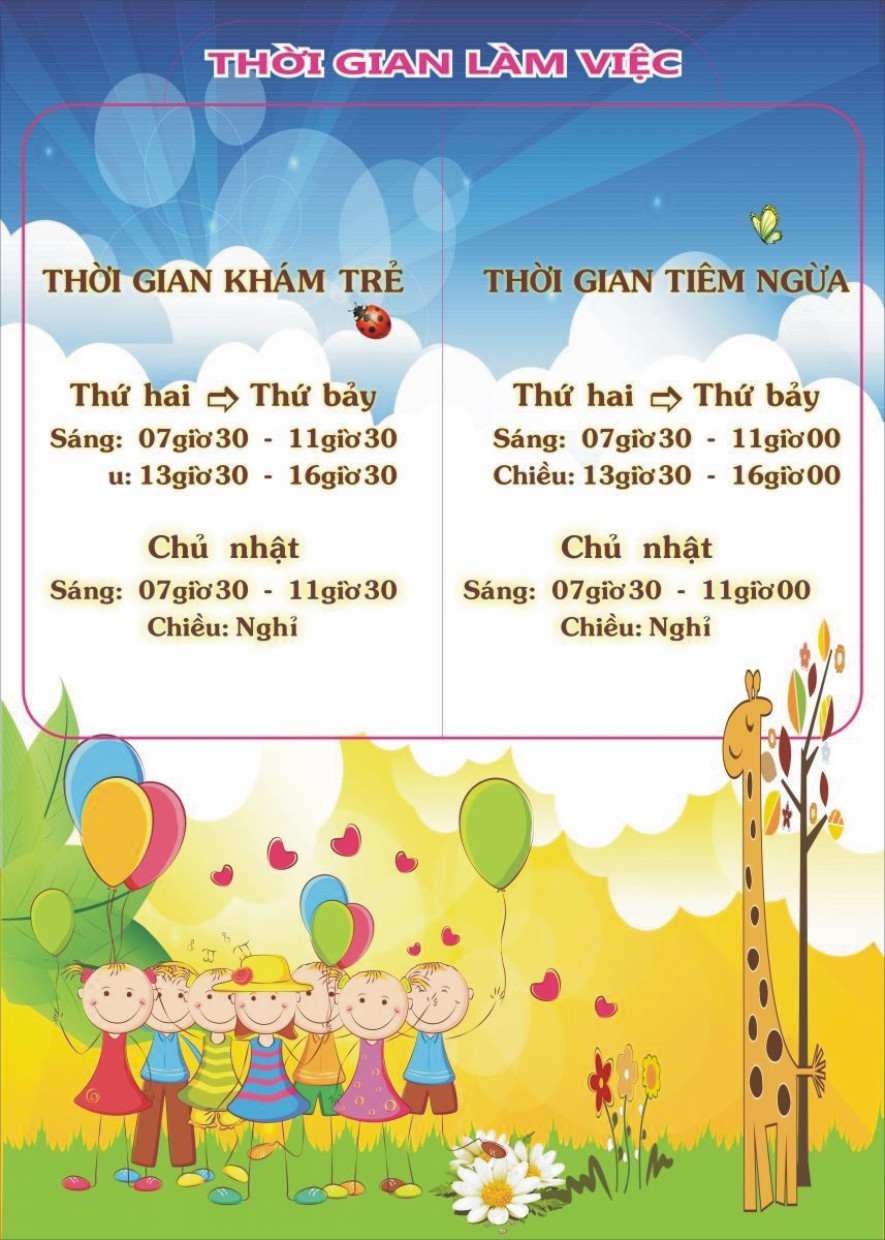 THỜI GIAN LÀM VIỆC
THỜI GIAN KHÁM TRẺ
Thứ hai ⇨ Thứ bảy
Sáng: 07giờ30 - 11giờ30
u: 13giờ30 - 16giờ30
Chủ nhật
Sáng: 07giờ30 - 11giờ30
Chiều: Nghỉ
THỜI GIAN TIÊM NGỪA
Thứ hai ⇨ Thứ bảy
Sáng: 07giờ30 - 11giờ00
Chiều: 13giờ30 - 16giờ00
Chủ nhật
Sáng: 07giờ30 - 11giờ00
Chiều: Nghỉ